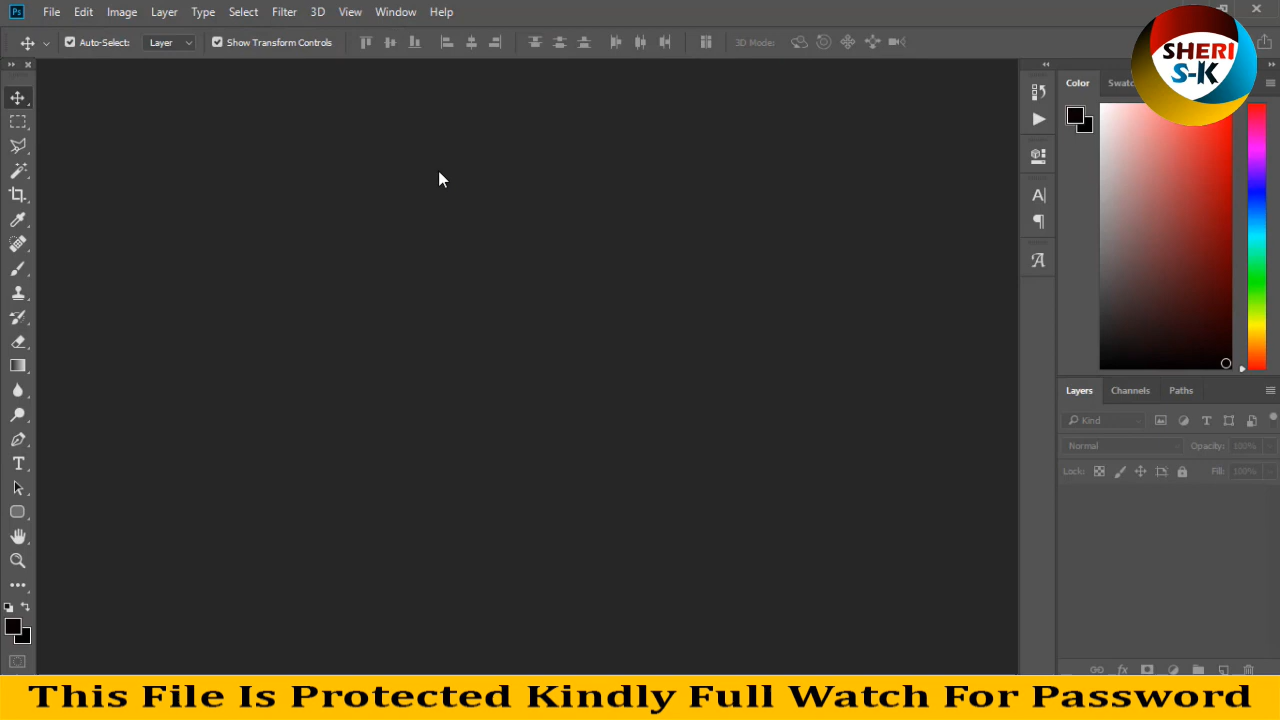 Ps File Edit Image Layer Type Select Filter 3D View Window Help
Auto-Select: Layer Show Transform Controls 3D Mode:
SHERI
S-K
Color
Kind
Layers Channels Paths
Normal Opacity: 100%
Lock: Fill: 100%
This File Is Protected Kindly Full Watch For Password